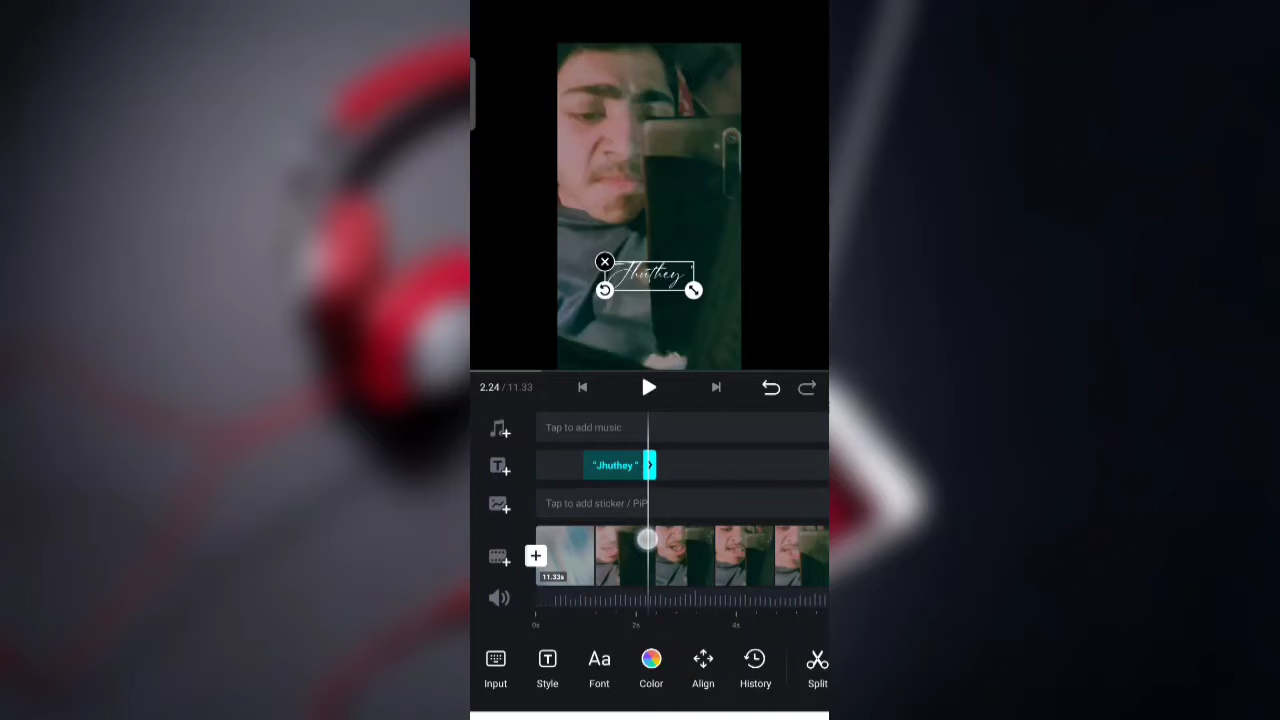 Jhuthey "
2.24 / 11.33
Tap to add music
"Jhuthey "
Tap to add sticker / PiP
11.33s
0s 2s 4s
Input Style Font Color Align History Split